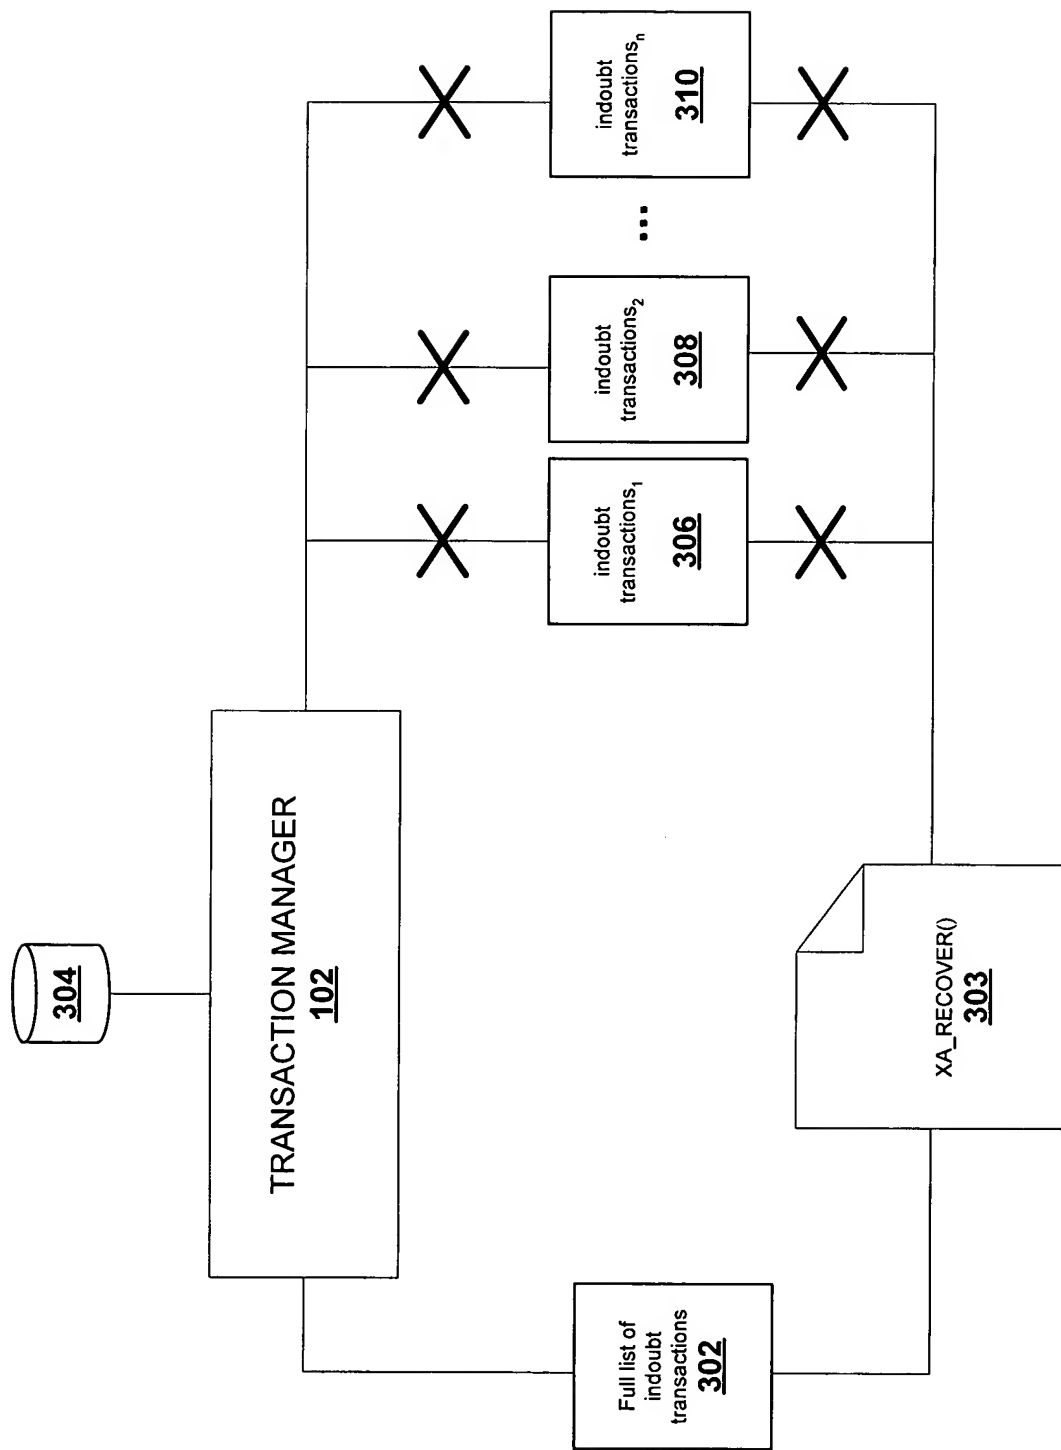 304
TRANSACTION MANAGER
102
Full list of
indoubt
transactions
302
indoubt
transactions₁
306
indoubt
transactions₂
308
...
indoubt
transactionsₙ
310
XA_RECOVER()
303